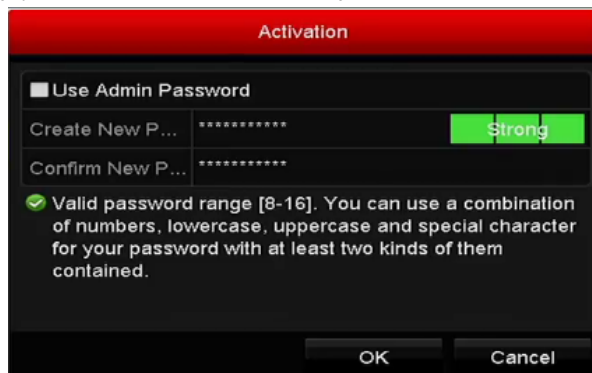 Activation
Use Admin Password
Create New P... *********** Strong
Confirm New P... ***********
Valid password range [8-16]. You can use a combination
of numbers, lowercase, uppercase and special character
for your password with at least two kinds of them
contained.
OK Cancel